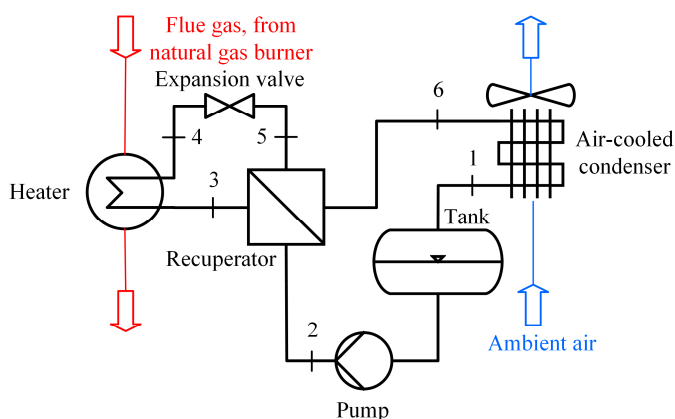 Flue gas, from
natural gas burner
Expansion valve
6
4
5
Air-cooled
condenser
1
3
Heater
Tank
Recuperator
2
Ambient air
Pump